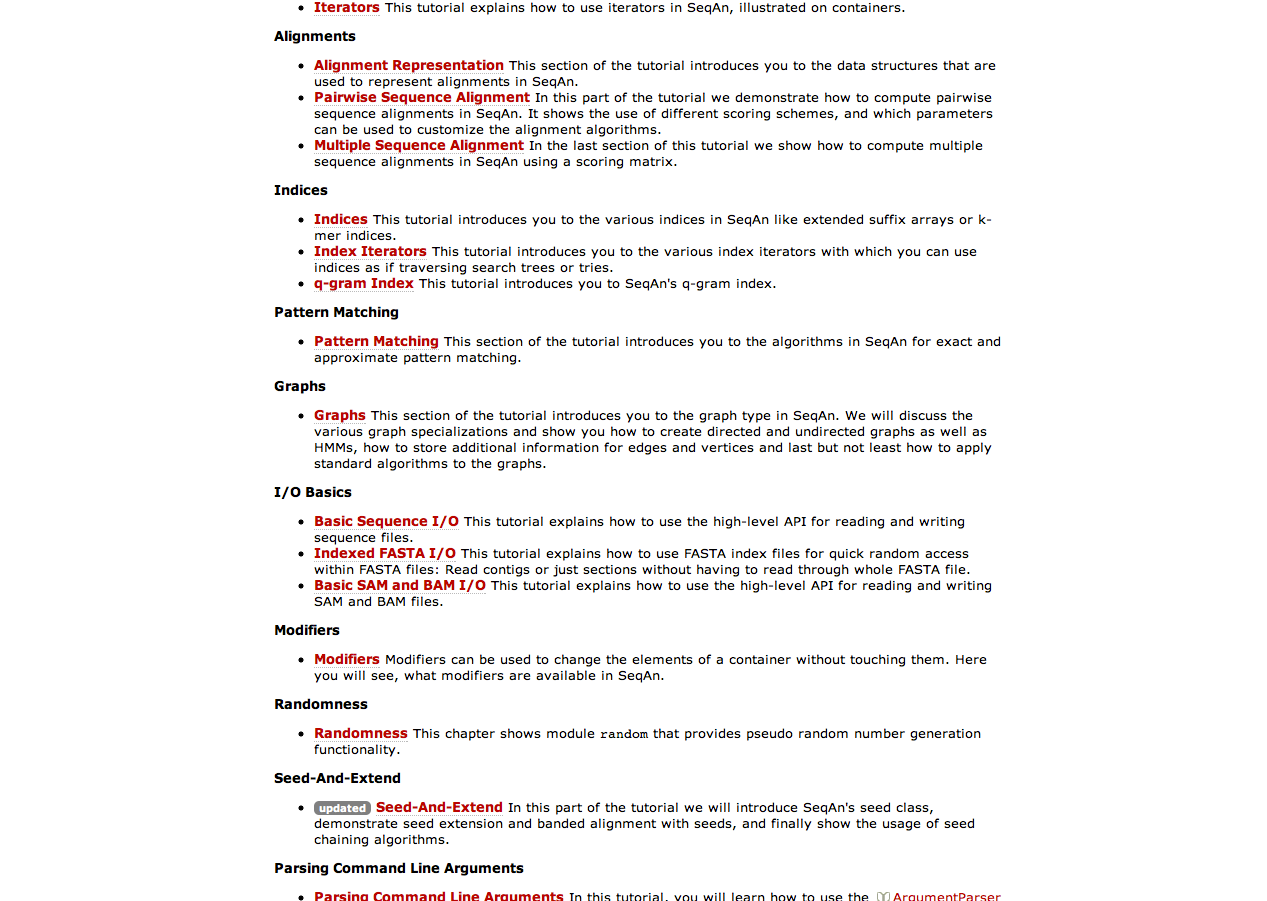 Iterators This tutorial explains how to use iterators in SeqAn, illustrated on containers.
Alignments
Alignment Representation This section of the tutorial introduces you to the data structures that are
used to represent alignments in SeqAn.
Pairwise Sequence Alignment In this part of the tutorial we demonstrate how to compute pairwise
sequence alignments in SeqAn. It shows the use of different scoring schemes, and which parameters
can be used to customize the alignment algorithms.
Multiple Sequence Alignment In the last section of this tutorial we show how to compute multiple
sequence alignments in SeqAn using a scoring matrix.
Indices
Indices This tutorial introduces you to the various indices in SeqAn like extended suffix arrays or k-
mer indices.
Index Iterators This tutorial introduces you to the various index iterators with which you can use
indices as if traversing search trees or tries.
q-gram Index This tutorial introduces you to SeqAn's q-gram index.
Pattern Matching
Pattern Matching This section of the tutorial introduces you to the algorithms in SeqAn for exact and
approximate pattern matching.
Graphs
Graphs This section of the tutorial introduces you to the graph type in SeqAn. We will discuss the
various graph specializations and show you how to create directed and undirected graphs as well as
HMMs, how to store additional information for edges and vertices and last but not least how to apply
standard algorithms to the graphs.
I/O Basics
Basic Sequence I/O This tutorial explains how to use the high-level API for reading and writing
sequence files.
Indexed FASTA I/O This tutorial explains how to use FASTA index files for quick random access
within FASTA files: Read contigs or just sections without having to read through whole FASTA file.
Basic SAM and BAM I/O This tutorial explains how to use the high-level API for reading and writing
SAM and BAM files.
Modifiers
Modifiers Modifiers can be used to change the elements of a container without touching them. Here
you will see, what modifiers are available in SeqAn.
Randomness
Randomness This chapter shows module random that provides pseudo random number generation
functionality.
Seed-And-Extend
updated Seed-And-Extend In this part of the tutorial we will introduce SeqAn's seed class,
demonstrate seed extension and banded alignment with seeds, and finally show the usage of seed
chaining algorithms.
Parsing Command Line Arguments
Parsing Command Line Arguments In this tutorial, you will learn how to use the ArgumentParser